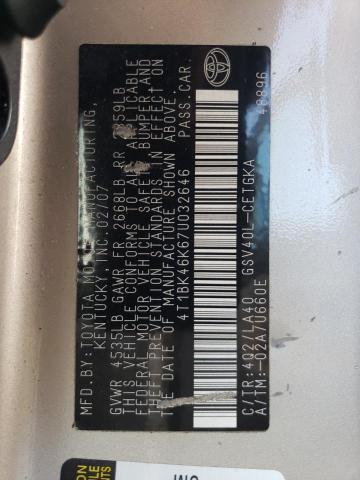 MFD.BY:TOYOTA MOTOR MANUFACTURING,
KENTUCKY,INC. 02/07
GVWR 4535LB GAWR FR 2668LB RR 2359LB
THIS VEHICLE CONFORMS TO ALL APPLICABLE
FEDERAL MOTOR VEHICLE SAFETY, BUMPER AND
THEFT PREVENTION STANDARDS IN EFFECT ON
THE DATE OF MANUFACTURE SHOWN ABOVE.
4T1BK46K67U032646 PASS.CAR.
C/TR:4Q2/LA40 GSV40L-CETGKA
A/TM:-02A/U660E 48896